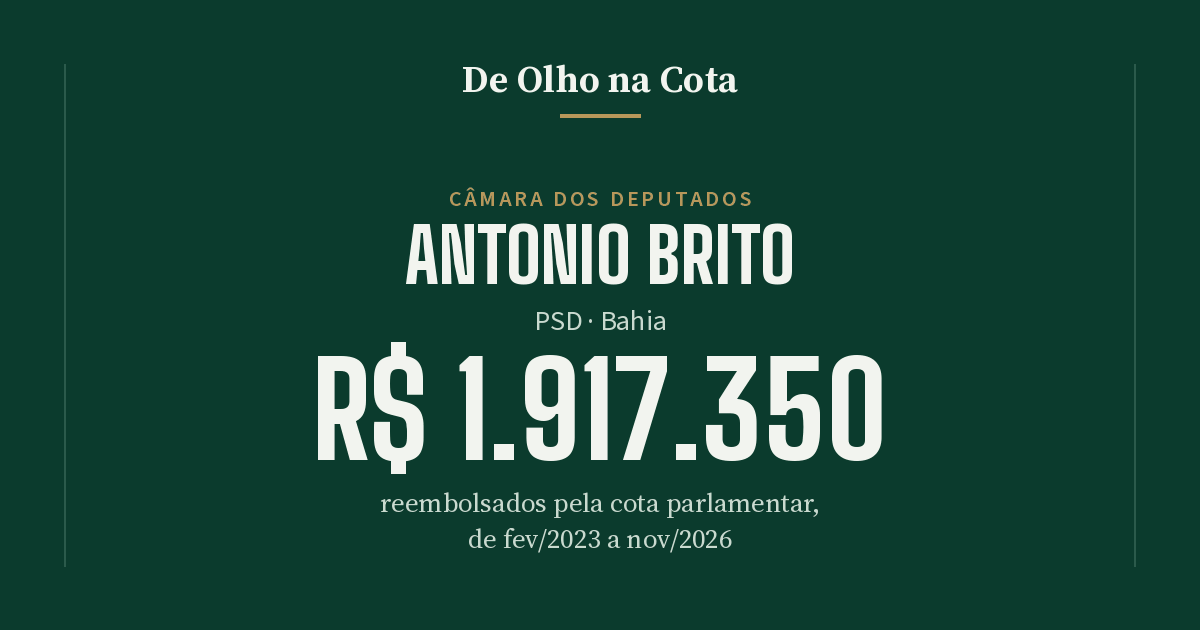 De Olho na Cota
CÂMARA DOS DEPUTADOS
ANTONIO BRITO
PSD · Bahia
R$ 1.917.350
reembolsados pela cota parlamentar,
de fev/2023 a nov/2026